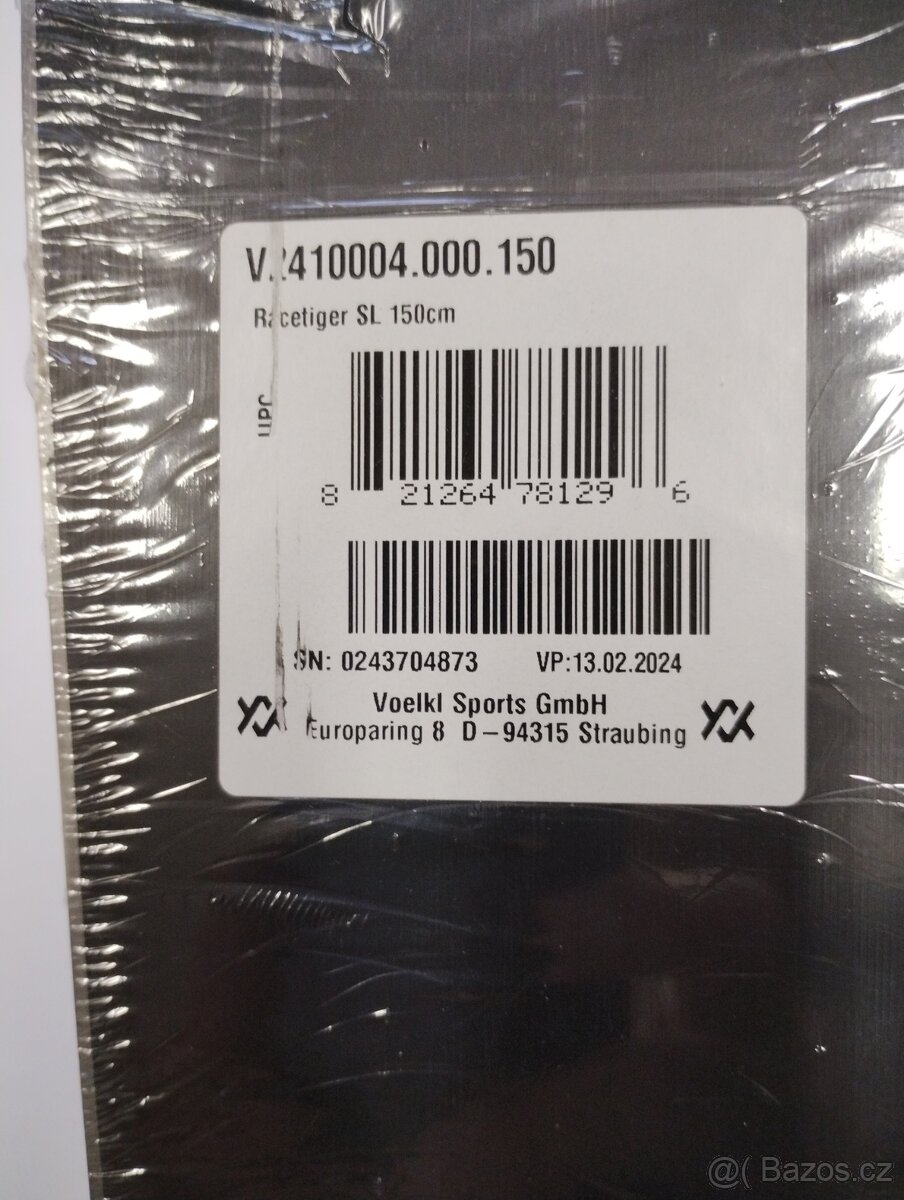 V.2410004.000.150
Racetiger SL 150cm
UPC
8 21264 78129 6
SN: 0243704873 VP:13.02.2024
Voelkl Sports GmbH
Europaring 8 D-94315 Straubing
@( Bazos.cz